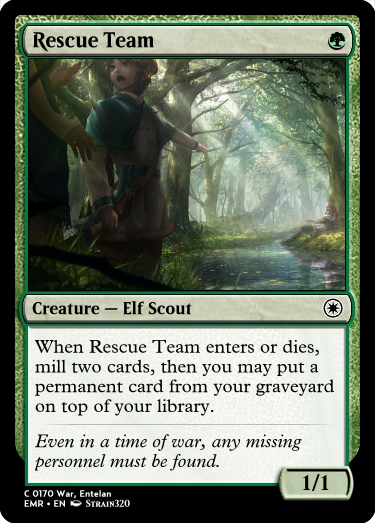 Rescue Team
Creature — Elf Scout
When Rescue Team enters or dies,
mill two cards, then you may put a
permanent card from your graveyard
on top of your library.
Even in a time of war, any missing
personnel must be found.
1/1
C 0170 War, Entelan
EMR • EN Strain320